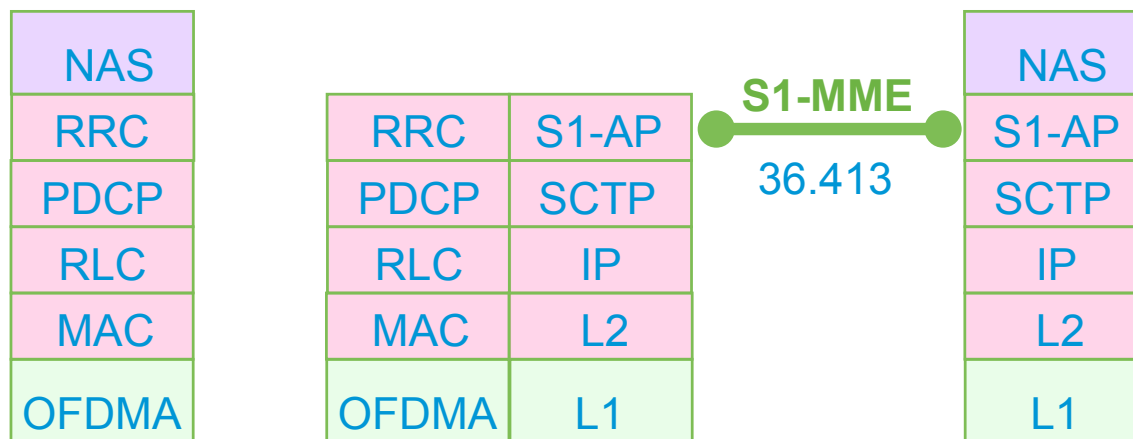 NAS
RRC
PDCP
RLC
MAC
OFDMA
RRC S1-AP
PDCP SCTP
RLC IP
MAC L2
OFDMA L1
S1-MME
36.413
NAS
S1-AP
SCTP
IP
L2
L1